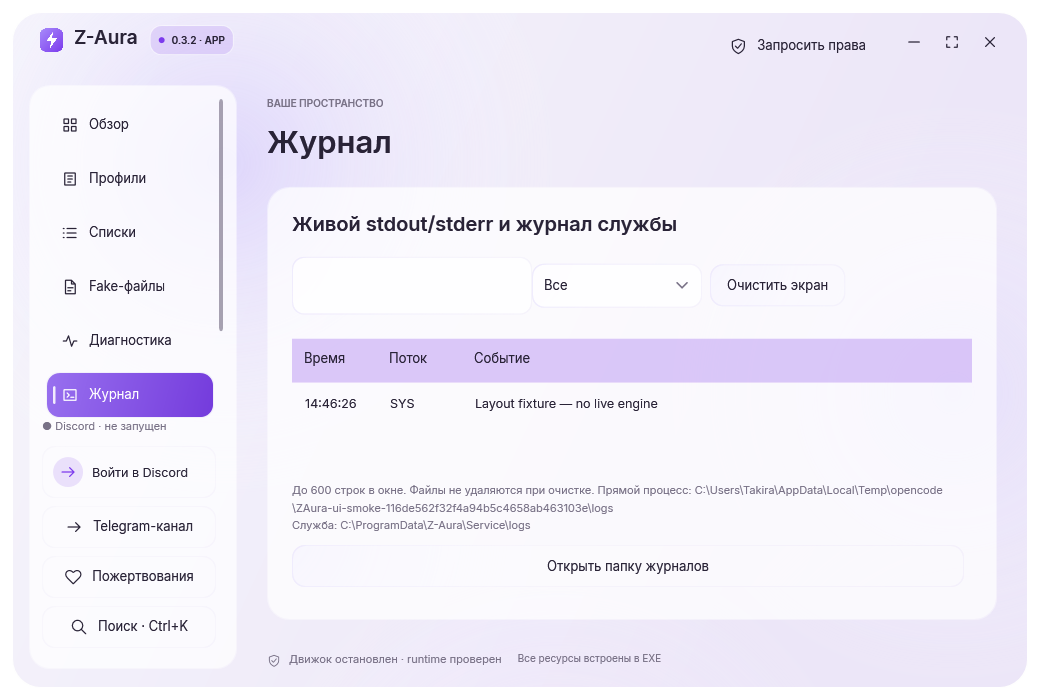 Z-Aura
0.3.2 · APP
Запросить права
Обзор
Профили
Списки
Fake-файлы
Диагностика
Журнал
Discord · не запущен
Войти в Discord
Telegram-канал
Пожертвования
Поиск · Ctrl+K
ВАШЕ ПРОСТРАНСТВО
Журнал
Живой stdout/stderr и журнал службы
Все
Очистить экран
Время Поток Событие
14:46:26 SYS Layout fixture — no live engine
До 600 строк в окне. Файлы не удаляются при очистке. Прямой процесс: C:\Users\Takira\AppData\Local\Temp\opencode
\ZAura-ui-smoke-116de562f32f4a94b5c4658ab463103e\logs
Служба: C:\ProgramData\Z-Aura\Service\logs
Открыть папку журналов
Движок остановлен · runtime проверен Все ресурсы встроены в EXE